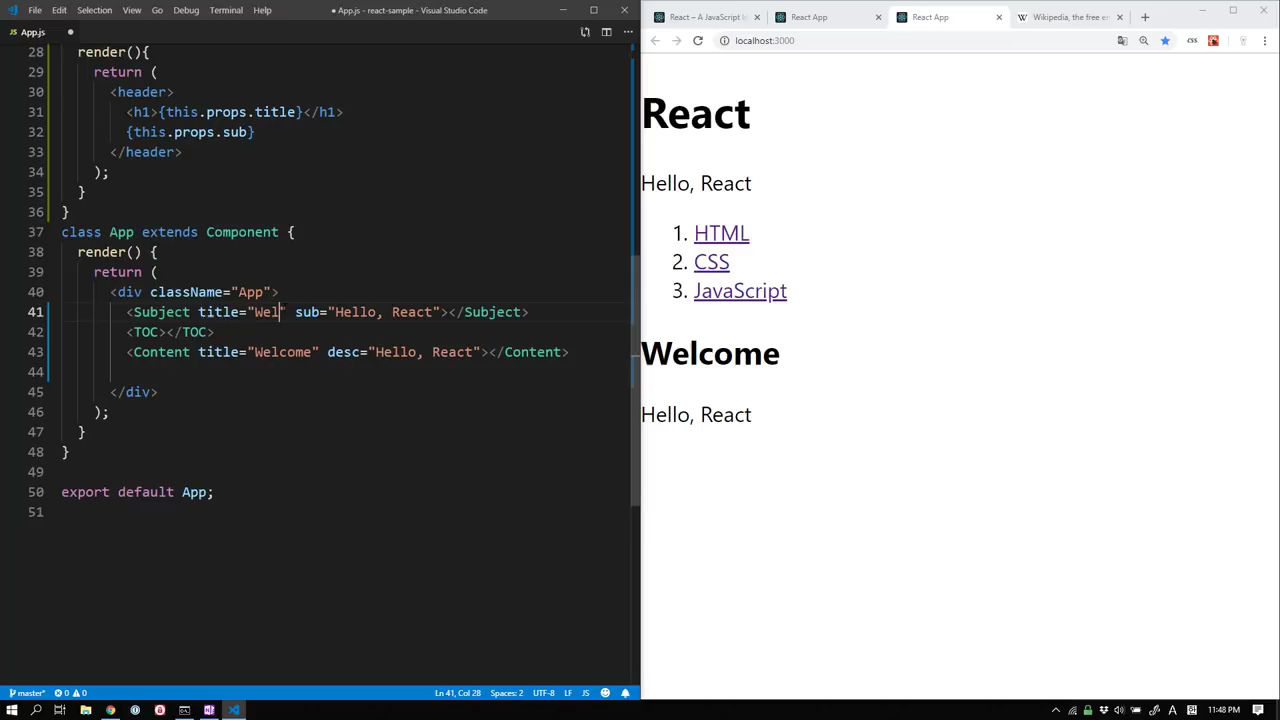 File Edit Selection View Go Debug Terminal Help
● App.js - react-sample - Visual Studio Code
JS App.js ●
28 render(){
29 return (
30 <header>
31 <h1>{this.props.title}</h1>
32 {this.props.sub}
33 </header>
34 );
35 }
36 }
37 class App extends Component {
38 render() {
39 return (
40 <div className="App">
41 <Subject title="Wel" sub="Hello, React"></Subject>
42 <TOC></TOC>
43 <Content title="Welcome" desc="Hello, React"></Content>
44
45 </div>
46 );
47 }
48 }
49
50 export default App;
51
master* 0 0 Ln 41, Col 28 Spaces: 2 UTF-8 LF JS
React – A JavaScript l
React App
React App
W Wikipedia, the free e
localhost:3000
css
React
Hello, React
1. HTML
2. CSS
3. JavaScript
Welcome
Hello, React
A
11:48 PM